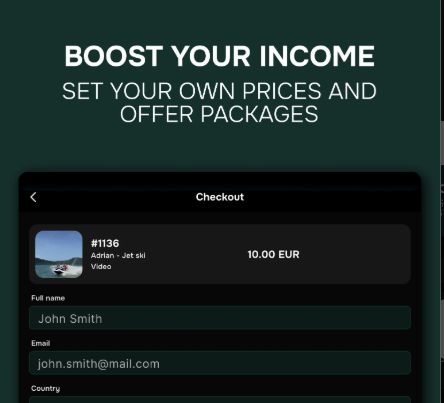 BOOST YOUR INCOME
SET YOUR OWN PRICES AND
OFFER PACKAGES
Checkout
#1136
Adrian - Jet ski
Video
10.00 EUR
Full name
John Smith
Email
john.smith@mail.com
Country